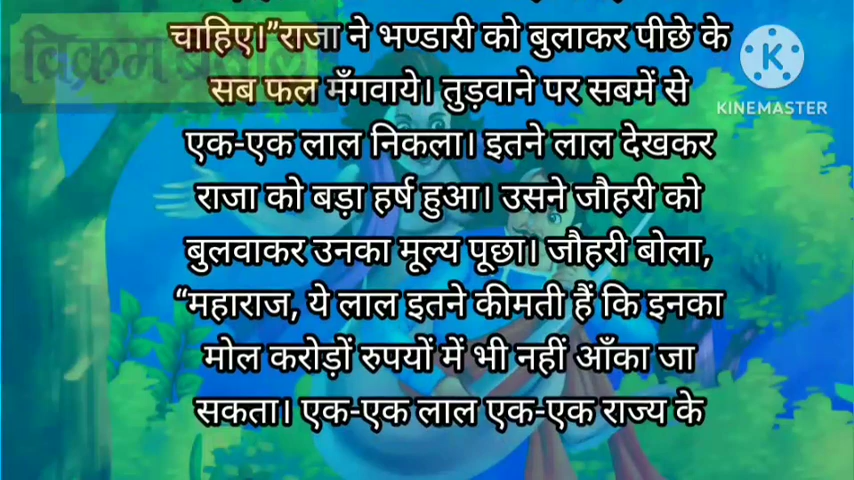 चाहिए।”राजा ने भण्डारी को बुलाकर पीछे के
सब फल मँगवाये। तुड़वाने पर सबमें से
एक-एक लाल निकला। इतने लाल देखकर
राजा को बड़ा हर्ष हुआ। उसने जौहरी को
बुलवाकर उनका मूल्य पूछा। जौहरी बोला,
“महाराज, ये लाल इतने कीमती हैं कि इनका
मोल करोड़ों रुपयों में भी नहीं आँका जा
सकता। एक-एक लाल एक-एक राज्य के
विक्रम बेताल
K
KINEMASTER